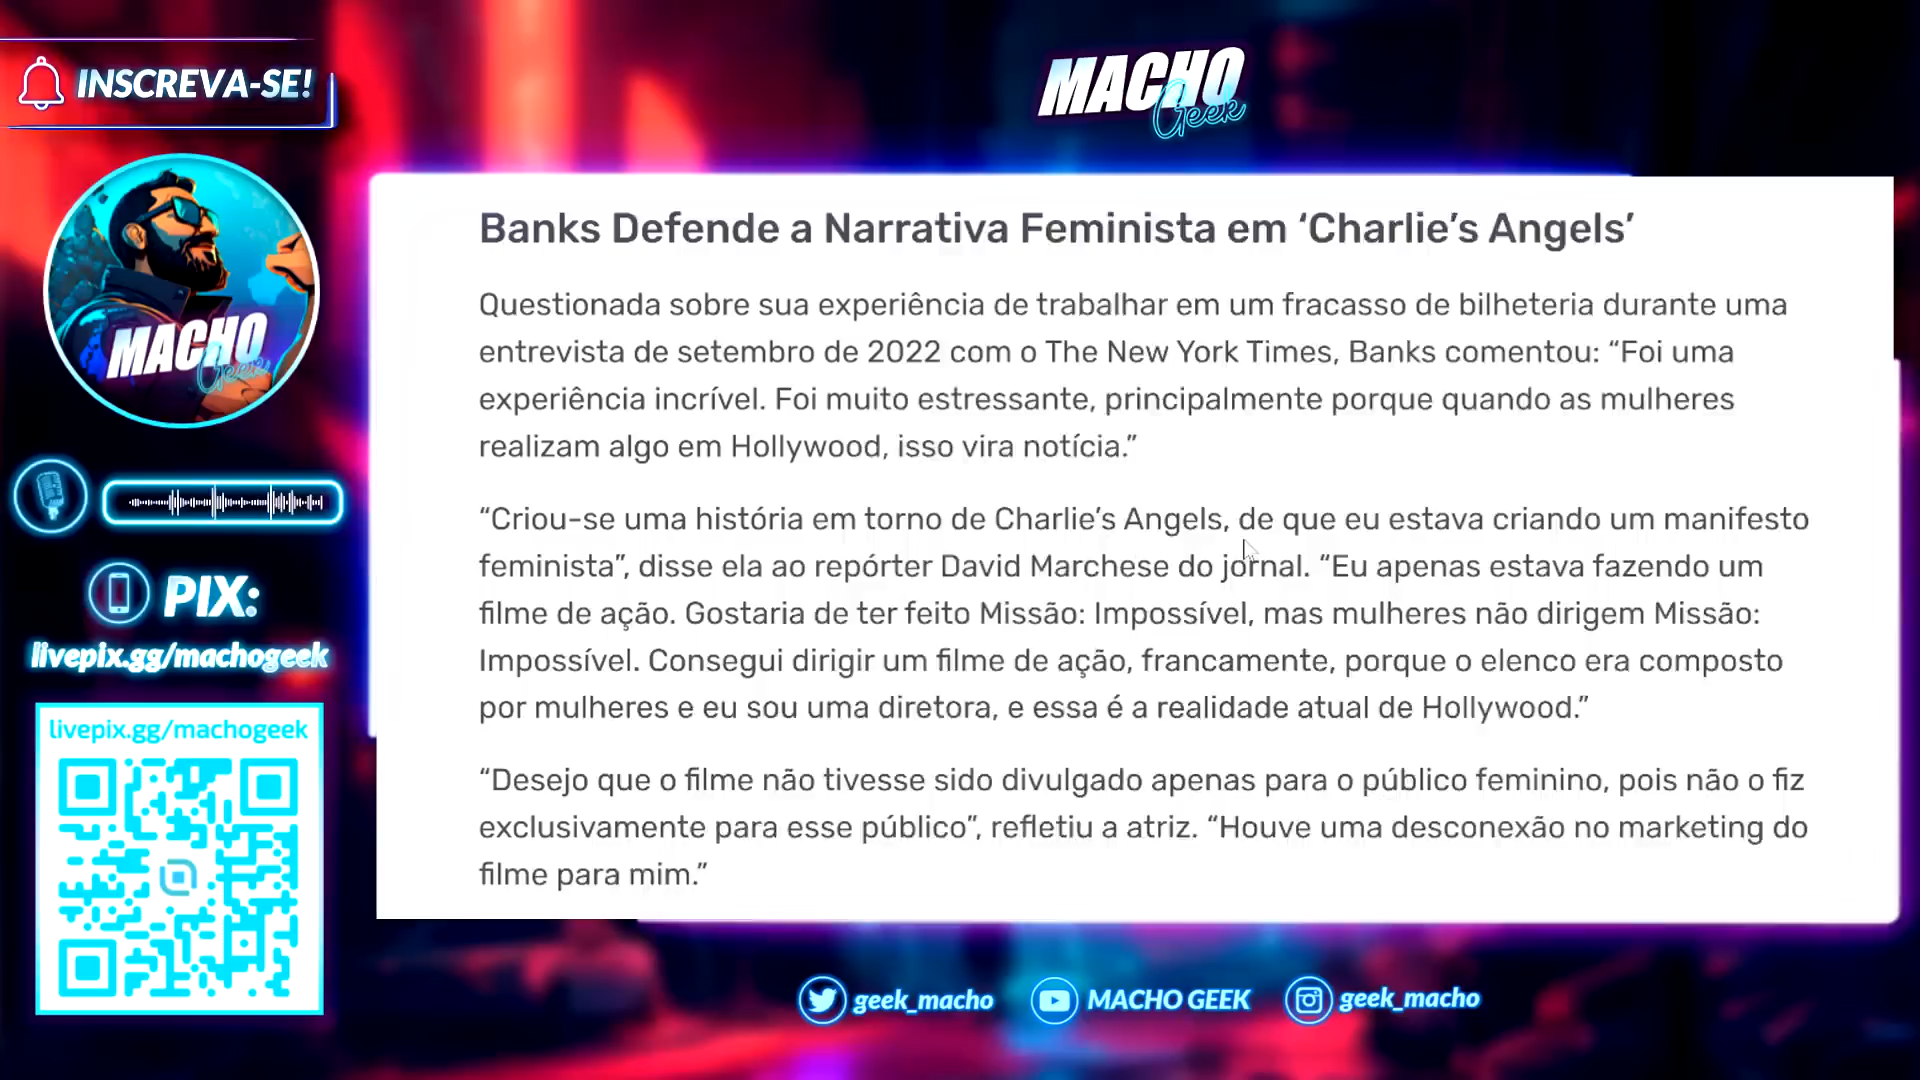 INSCREVA-SE!
MACHO
Geek
MACHO
Geek
PIX:
livepix.gg/machogeek
livepix.gg/machogeek
Banks Defende a Narrativa Feminista em ‘Charlie’s Angels’
Questionada sobre sua experiência de trabalhar em um fracasso de bilheteria durante uma
entrevista de setembro de 2022 com o The New York Times, Banks comentou: “Foi uma
experiência incrível. Foi muito estressante, principalmente porque quando as mulheres
realizam algo em Hollywood, isso vira notícia.”
“Criou-se uma história em torno de Charlie’s Angels, de que eu estava criando um manifesto
feminista”, disse ela ao repórter David Marchese do jornal. “Eu apenas estava fazendo um
filme de ação. Gostaria de ter feito Missão: Impossível, mas mulheres não dirigem Missão:
Impossível. Consegui dirigir um filme de ação, francamente, porque o elenco era composto
por mulheres e eu sou uma diretora, e essa é a realidade atual de Hollywood.”
“Desejo que o filme não tivesse sido divulgado apenas para o público feminino, pois não o fiz
exclusivamente para esse público”, refletiu a atriz. “Houve uma desconexão no marketing do
filme para mim.”
geek_macho
MACHO GEEK
geek_macho